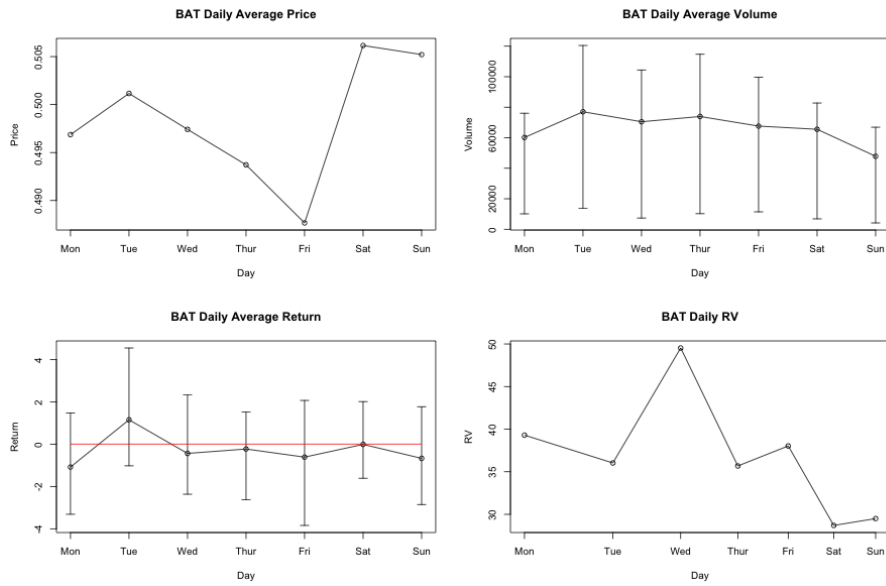 BAT Daily Average Price
Price
0.505
0.500
0.495
0.490
Mon Tue Wed Thur Fri Sat Sun
Day
BAT Daily Average Volume
Volume
100000
60000
20000
0
Mon Tue Wed Thur Fri Sat Sun
Day
BAT Daily Average Return
Return
4
2
0
-2
-4
Mon Tue Wed Thur Fri Sat Sun
Day
BAT Daily RV
RV
50
45
40
35
30
Mon Tue Wed Thur Fri Sat Sun
Day